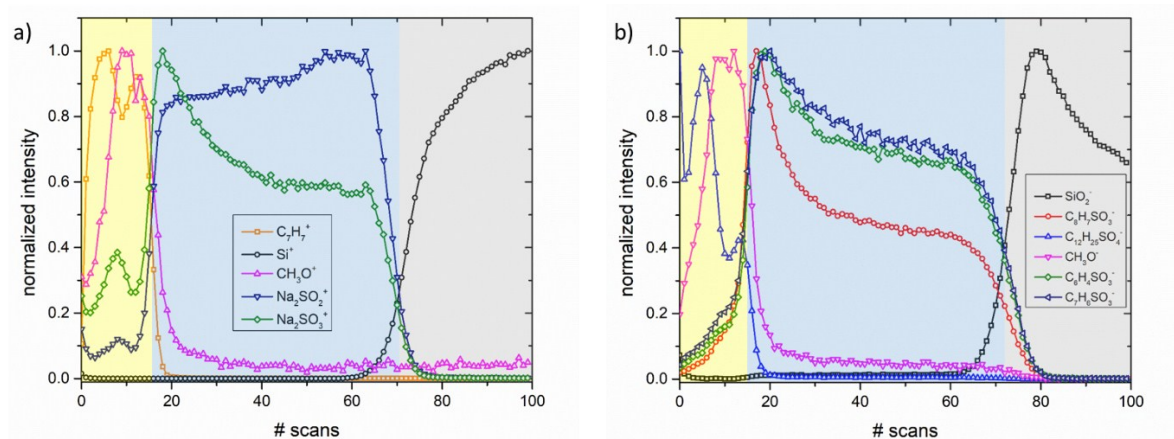 a)
normalized intensity
1.0
0.8
0.6
0.4
0.2
0.0
C₇H₇⁺
Si⁺
CH₃O⁺
Na₂SO₂⁺
Na₂SO₃⁺
0 20 40 60 80 100
# scans
b)
normalized intensity
1.0
0.8
0.6
0.4
0.2
0.0
SiO₂⁻
C₈H₇SO₃⁻
C₁₂H₂₅SO₄⁻
CH₃O⁻
C₆H₄SO₃⁻
C₇H₆SO₃⁻
0 20 40 60 80 100
# scans